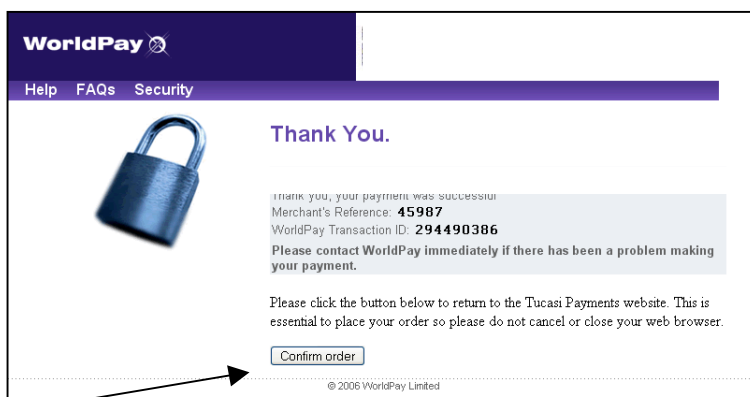 WorldPay
Help FAQs Security
Thank You.
Thank you, your payment was successful
Merchant's Reference: 45987
WorldPay Transaction ID: 294490386
Please contact WorldPay immediately if there has been a problem making
your payment.
Please click the button below to return to the Tucasi Payments website. This is
essential to place your order so please do not cancel or close your web browser.
Confirm order
© 2006 WorldPay Limited